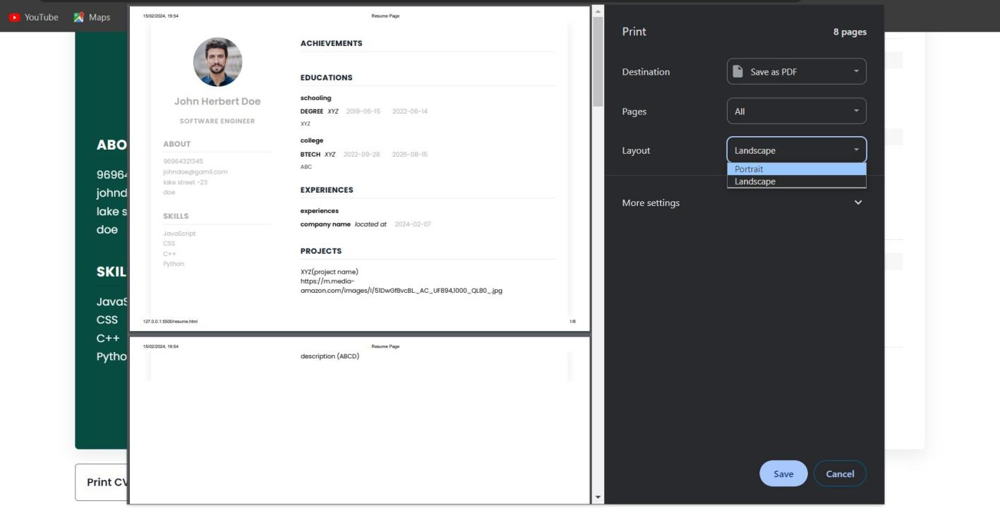 YouTube
Maps
ABO
9696
johnd
lake s
doe
SKIL
JavaS
CSS
C++
Pytho
Print CV
15/02/2024, 19:54
Resume Page
John Herbert Doe
SOFTWARE ENGINEER
ABOUT
96964321345
johndoe@gamil.com
lake street -23
doe
SKILLS
JavaScript
CSS
C++
Python
ACHIEVEMENTS
EDUCATIONS
schooling
DEGREE XYZ 2019-06-15 2022-06-14
XYZ
college
BTECH XYZ 2022-09-28 2026-08-15
ABC
EXPERIENCES
experiences
company name located at 2024-02-07
PROJECTS
XYZ(project name)
https://m.media-
amazon.com/images/I/51DwGfBvcBL._AC_UF894,1000_QL80_.jpg
127.0.0.1:5500/resume.html
1/8
15/02/2024, 19:54
Resume Page
description (ABCD)
Print
8 pages
Destination
Save as PDF
Pages
All
Layout
Landscape
Portrait
Landscape
More settings
Save
Cancel